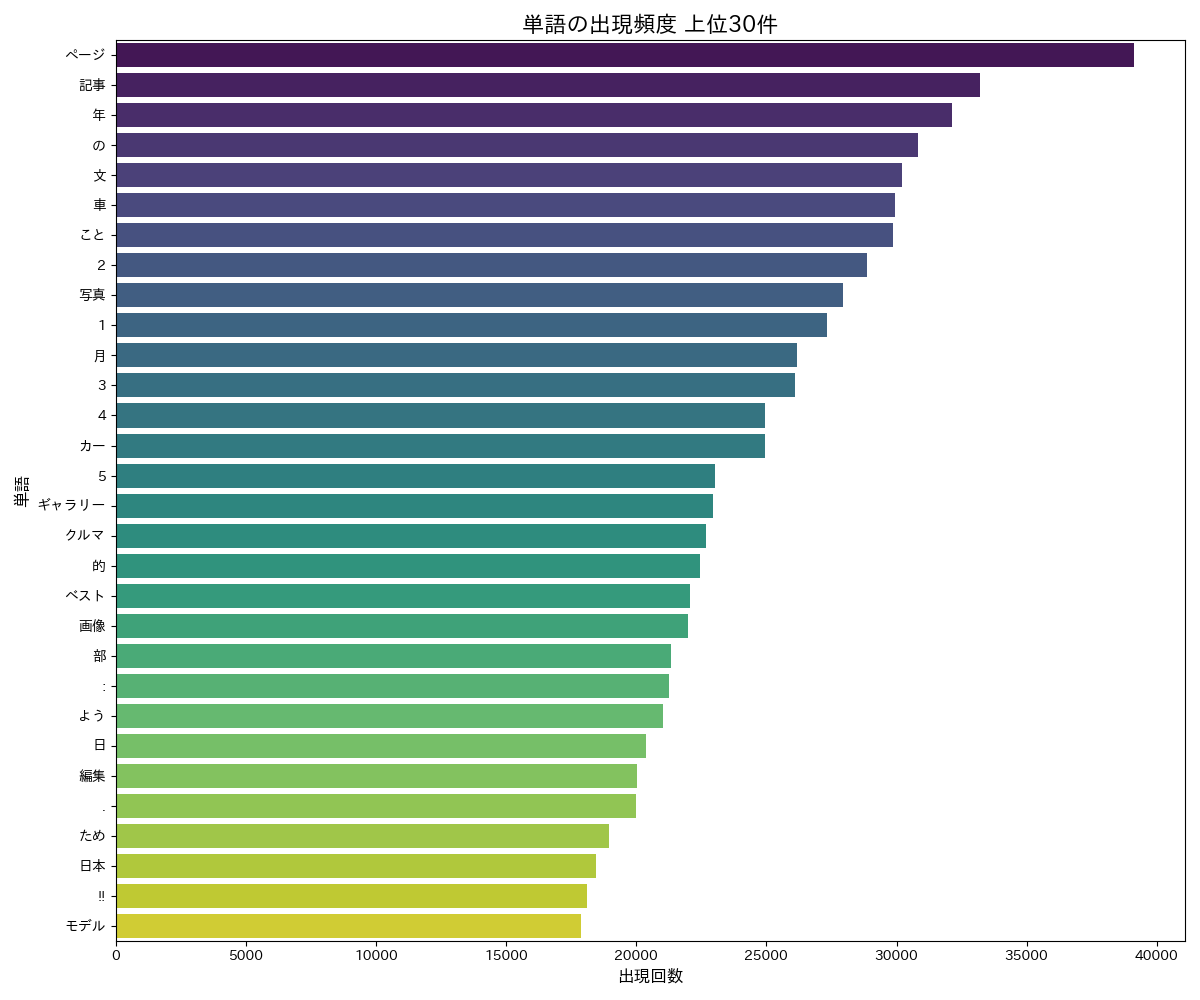 単語の出現頻度 上位30件
ページ
記事
年
の
文
車
こと
2
写真
1
月
3
4
カー
5
ギャラリー
クルマ
的
ベスト
画像
部
:
よう
日
編集
.
ため
日本
!!
モデル
単語
0 5000 10000 15000 20000 25000 30000 35000 40000
出現回数